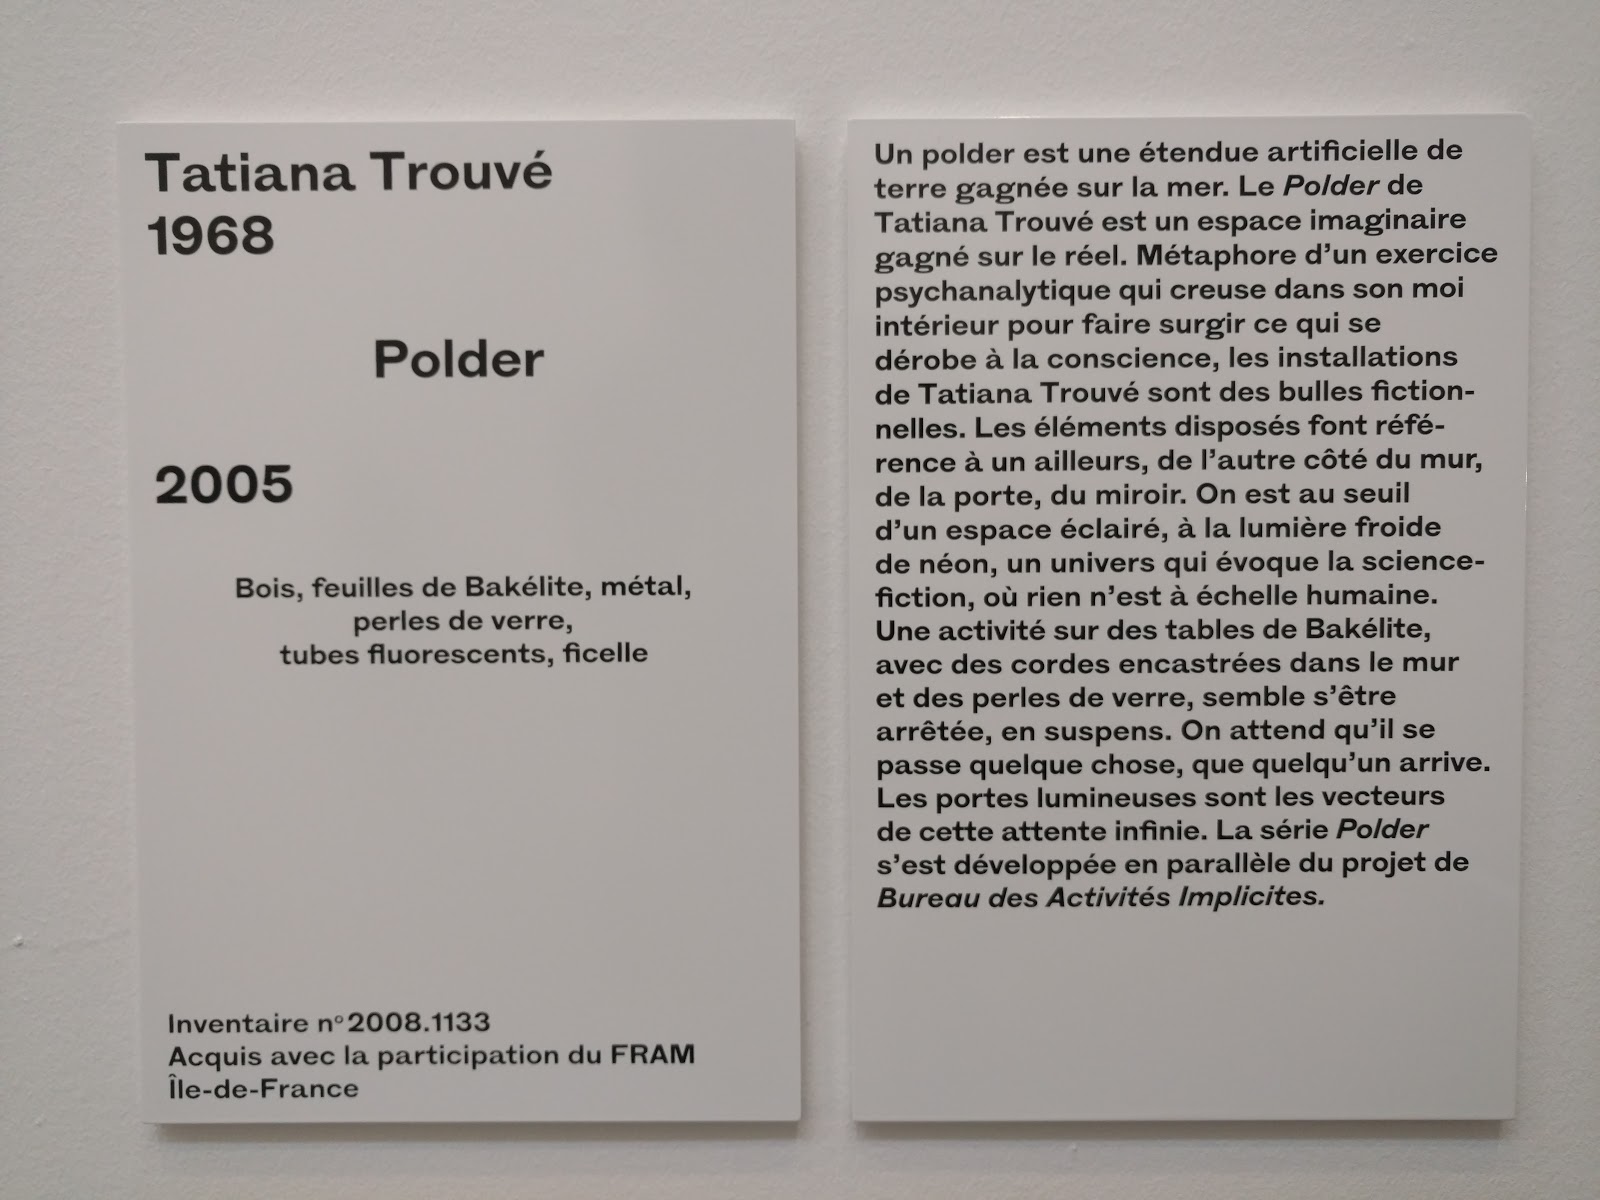 Tatiana Trouvé
1968
Polder
2005
Bois, feuilles de Bakélite, métal,
perles de verre,
tubes fluorescents, ficelle
Inventaire n°2008.1133
Acquis avec la participation du FRAM
Île-de-France
Un polder est une étendue artificielle de
terre gagnée sur la mer. Le Polder de
Tatiana Trouvé est un espace imaginaire
gagné sur le réel. Métaphore d’un exercice
psychanalytique qui creuse dans son moi
intérieur pour faire surgir ce qui se
dérobe à la conscience, les installations
de Tatiana Trouvé sont des bulles fiction-
nelles. Les éléments disposés font réfé-
rence à un ailleurs, de l’autre côté du mur,
de la porte, du miroir. On est au seuil
d’un espace éclairé, à la lumière froide
de néon, un univers qui évoque la science-
fiction, où rien n’est à échelle humaine.
Une activité sur des tables de Bakélite,
avec des cordes encastrées dans le mur
et des perles de verre, semble s’être
arrêtée, en suspens. On attend qu’il se
passe quelque chose, que quelqu’un arrive.
Les portes lumineuses sont les vecteurs
de cette attente infinie. La série Polder
s’est développée en parallèle du projet de
Bureau des Activités Implicites.